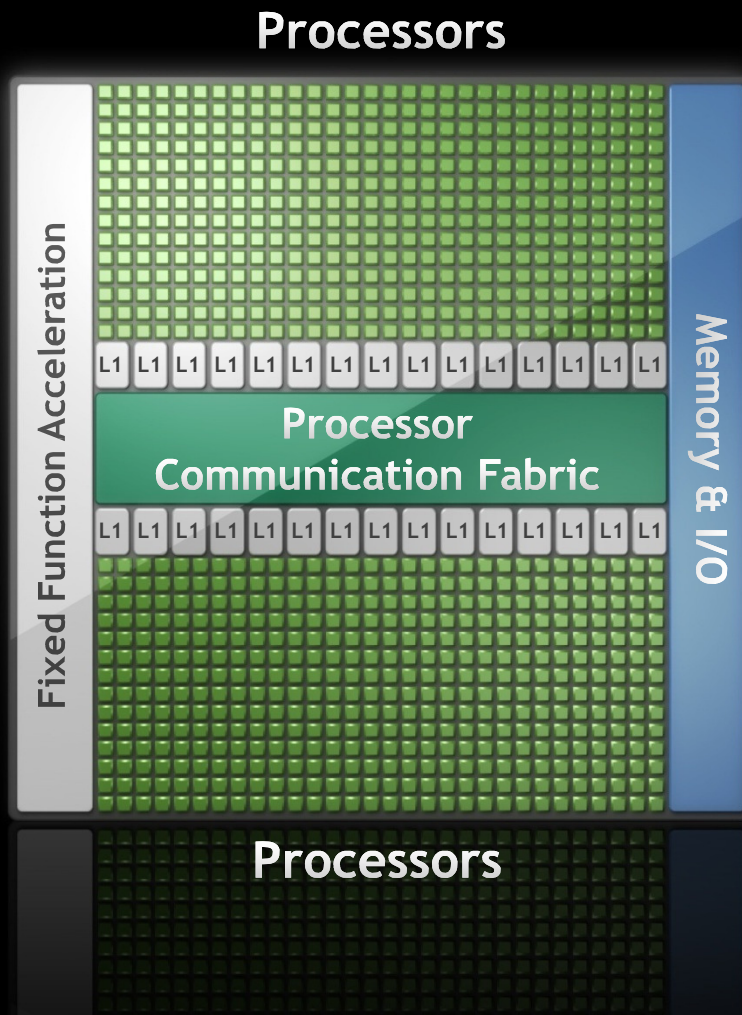 Processors
Fixed Function Acceleration
L1 L1 L1 L1 L1 L1 L1 L1 L1 L1 L1 L1 L1 L1 L1
Processor
Communication Fabric
L1 L1 L1 L1 L1 L1 L1 L1 L1 L1 L1 L1 L1 L1 L1
Memory & I/O
Processors